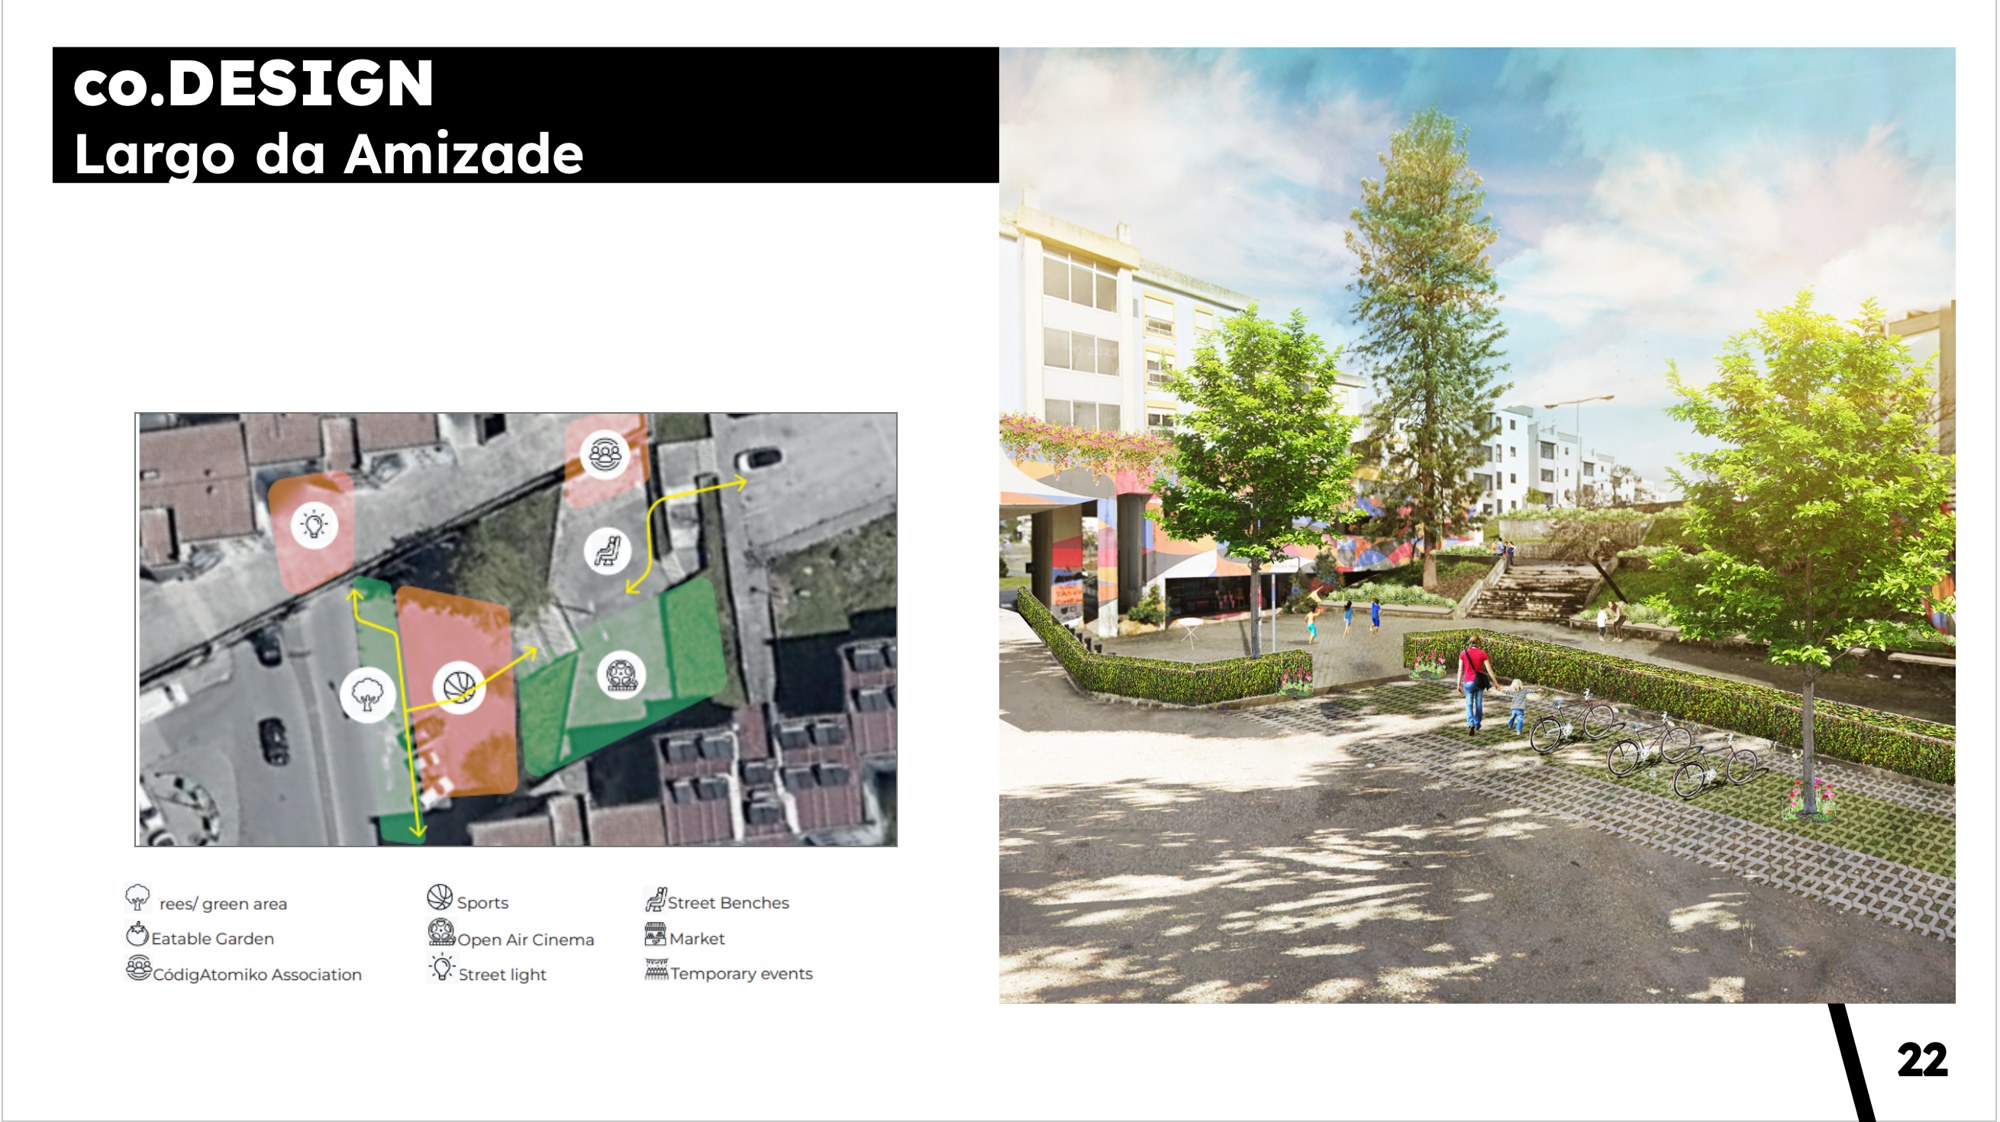 co.DESIGN
Largo da Amizade
rees/ green area
Sports
Street Benches
Eatable Garden
Open Air Cinema
Market
CódigAtomiko Association
Street light
Temporary events
22